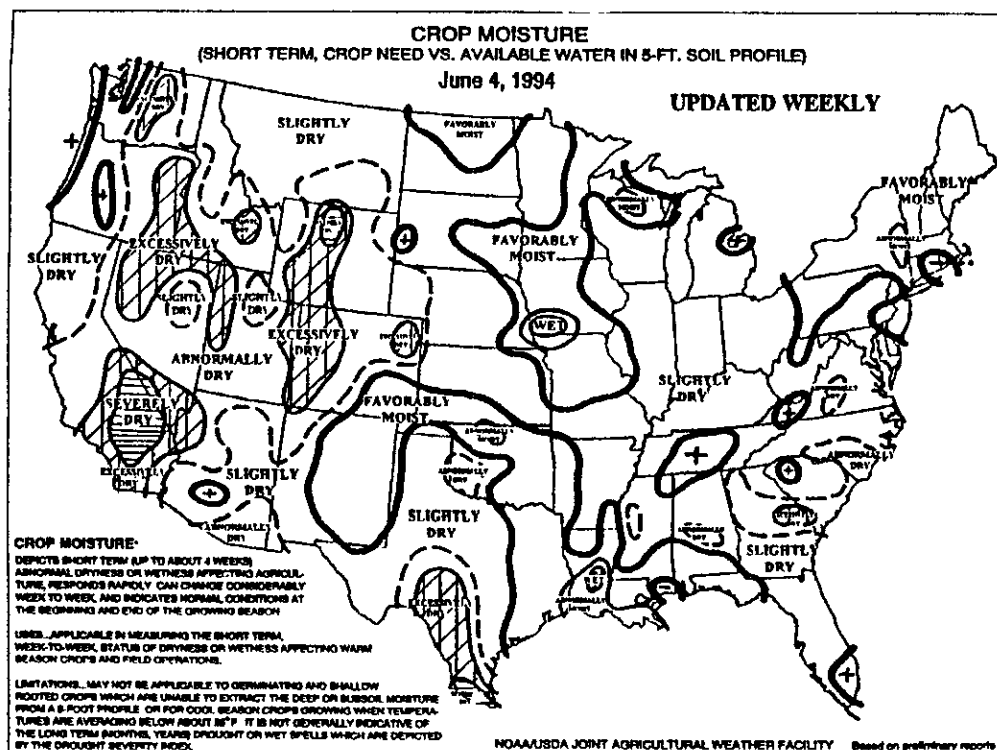 CROP MOISTURE
(SHORT TERM, CROP NEED VS. AVAILABLE WATER IN 5-FT. SOIL PROFILE)
June 4, 1994
UPDATED WEEKLY
SLIGHTLY
DRY
FAVORABLY
MOIST
FAVORABLY
MOIST
SLIGHTLY
DRY
EXCESSIVELY
DRY
SLIGHTLY
DRY
SLIGHTLY
DRY
FAVORABLY
MOIST
WET
EXCESSIVELY
DRY
ABNORMALLY
DRY
SLIGHTLY
DRY
SEVERELY
DRY
FAVORABLY
MOIST
EXCESSIVELY
DRY
SLIGHTLY
DRY
ABNORMALLY
DRY
SLIGHTLY
DRY
ABNORMALLY
DRY
SLIGHTLY
DRY
EXCESSIVELY
DRY
WET
CROP MOISTURE-
DEPICTS SHORT TERM (UP TO ABOUT 4 WEEKS)
ABNORMAL DRYNESS OR WETNESS AFFECTING AGRICUL-
TURE, RESPONDS RAPIDLY, CAN CHANGE CONSIDERABLY
WEEK TO WEEK, AND INDICATES NORMAL CONDITIONS AT
THE BEGINNING AND END OF THE GROWING SEASON
USES...APPLICABLE IN MEASURING THE SHORT TERM,
WEEK-TO-WEEK, STATUS OF DRYNESS OR WETNESS AFFECTING WARM
SEASON CROPS AND FIELD OPERATIONS.
LIMITATIONS... MAY NOT BE APPLICABLE TO GERMINATING AND SHALLOW
ROOTED CROPS WHICH ARE UNABLE TO EXTRACT THE DEEP OR SUBSOIL MOISTURE
FROM A 5-FOOT PROFILE OR FOR COOL SEASON CROPS GROWING WHEN TEMPERA-
TURES ARE AVERAGING BELOW ABOUT °F IT IS NOT GENERALLY INDICATIVE OF
THE LONG TERM (MONTHS, YEARS) DROUGHT OR WET SPELLS WHICH ARE DEPICTED
BY THE DROUGHT SEVERITY INDEX.
NOAA/USDA JOINT AGRICULTURAL WEATHER FACILITY Based on preliminary reports